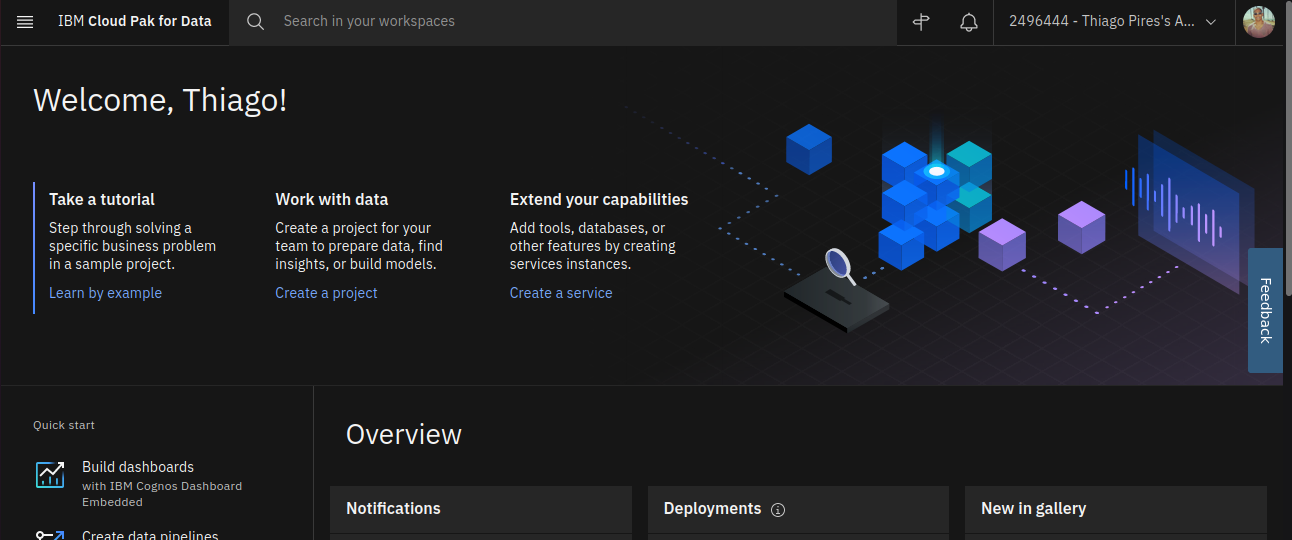 IBM Cloud Pak for Data
Search in your workspaces
2496444 - Thiago Pires's A...
Welcome, Thiago!
Take a tutorial
Step through solving a
specific business problem
in a sample project.
Learn by example
Work with data
Create a project for your
team to prepare data, find
insights, or build models.
Create a project
Extend your capabilities
Add tools, databases, or
other features by creating
services instances.
Create a service
Feedback
Quick start
Build dashboards
with IBM Cognos Dashboard
Embedded
Create data pipelines
Overview
Notifications
Deployments
New in gallery